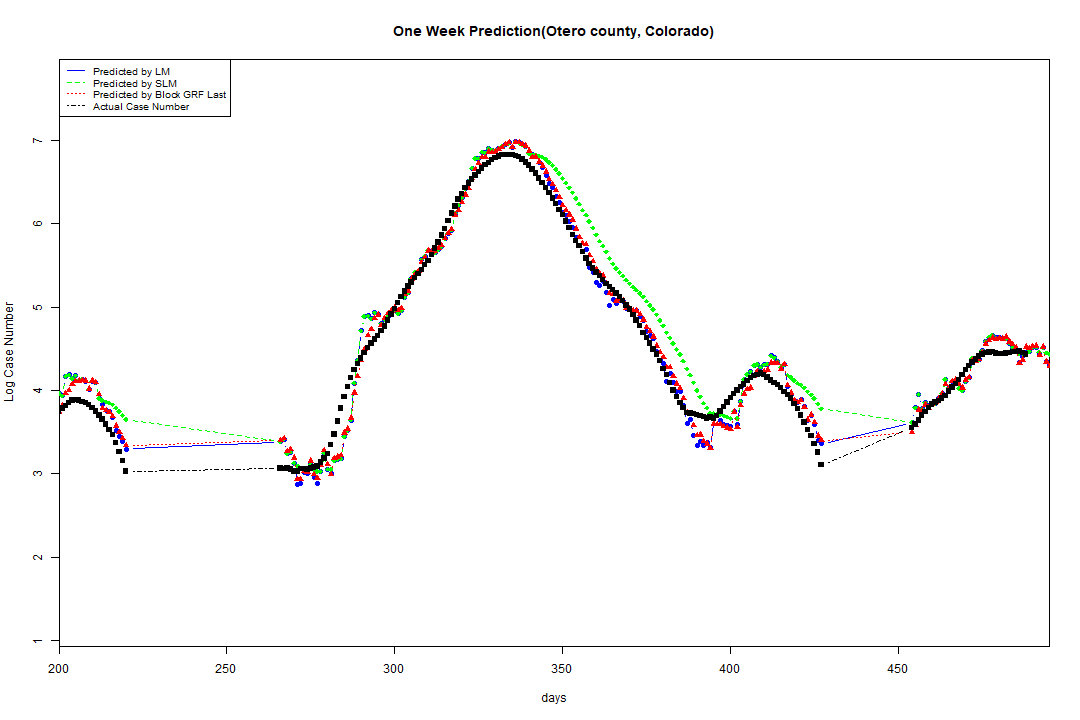 One Week Prediction(Otero county, Colorado)
Predicted by LM
Predicted by SLM
Predicted by Block GRF Last
Actual Case Number
7
6
5
4
3
2
1
Log Case Number
200 250 300 350 400 450
days